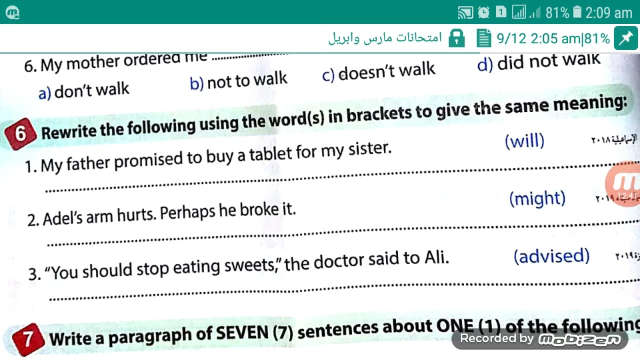 81% 2:09 am
امتحانات مارس وابريل 9/12 2:05 am|81%
6. My mother ordered me ................
a) don't walk b) not to walk c) doesn't walk d) did not walk
6 Rewrite the following using the word(s) in brackets to give the same meaning:
1. My father promised to buy a tablet for my sister. (will) الإسماعيلية ٢٠١٨
2. Adel's arm hurts. Perhaps he broke it. (might) ٢٠١٩
3. "You should stop eating sweets," the doctor said to Ali. (advised) ٢٠١٩
7 Write a paragraph of SEVEN (7) sentences about ONE (1) of the following
Recorded by mobizen